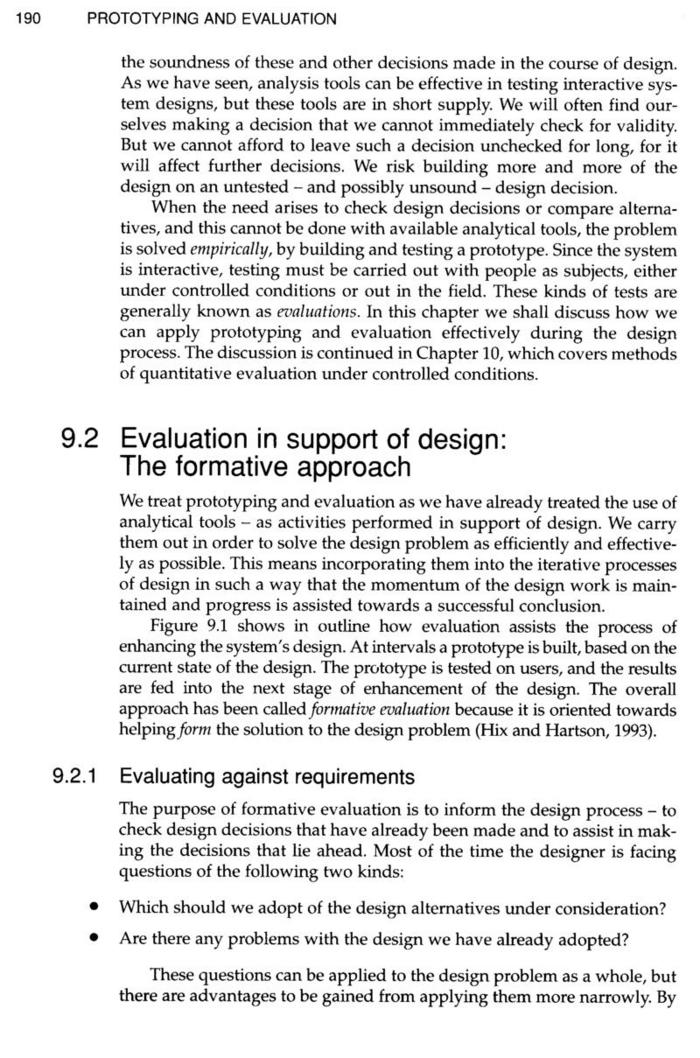 190 PROTOTYPING AND EVALUATION
the soundness of these and other decisions made in the course of design.
As we have seen, analysis tools can be effective in testing interactive sys-
tem designs, but these tools are in short supply. We will often find our-
selves making a decision that we cannot immediately check for validity.
But we cannot afford to leave such a decision unchecked for long, for it
will affect further decisions. We risk building more and more of the
design on an untested – and possibly unsound – design decision.
When the need arises to check design decisions or compare alterna-
tives, and this cannot be done with available analytical tools, the problem
is solved empirically, by building and testing a prototype. Since the system
is interactive, testing must be carried out with people as subjects, either
under controlled conditions or out in the field. These kinds of tests are
generally known as evaluations. In this chapter we shall discuss how we
can apply prototyping and evaluation effectively during the design
process. The discussion is continued in Chapter 10, which covers methods
of quantitative evaluation under controlled conditions.
9.2 Evaluation in support of design:
The formative approach
We treat prototyping and evaluation as we have already treated the use of
analytical tools – as activities performed in support of design. We carry
them out in order to solve the design problem as efficiently and effective-
ly as possible. This means incorporating them into the iterative processes
of design in such a way that the momentum of the design work is main-
tained and progress is assisted towards a successful conclusion.
Figure 9.1 shows in outline how evaluation assists the process of
enhancing the system's design. At intervals a prototype is built, based on the
current state of the design. The prototype is tested on users, and the results
are fed into the next stage of enhancement of the design. The overall
approach has been called formative evaluation because it is oriented towards
helping form the solution to the design problem (Hix and Hartson, 1993).
9.2.1 Evaluating against requirements
The purpose of formative evaluation is to inform the design process – to
check design decisions that have already been made and to assist in mak-
ing the decisions that lie ahead. Most of the time the designer is facing
questions of the following two kinds:
• Which should we adopt of the design alternatives under consideration?
• Are there any problems with the design we have already adopted?
These questions can be applied to the design problem as a whole, but
there are advantages to be gained from applying them more narrowly. By